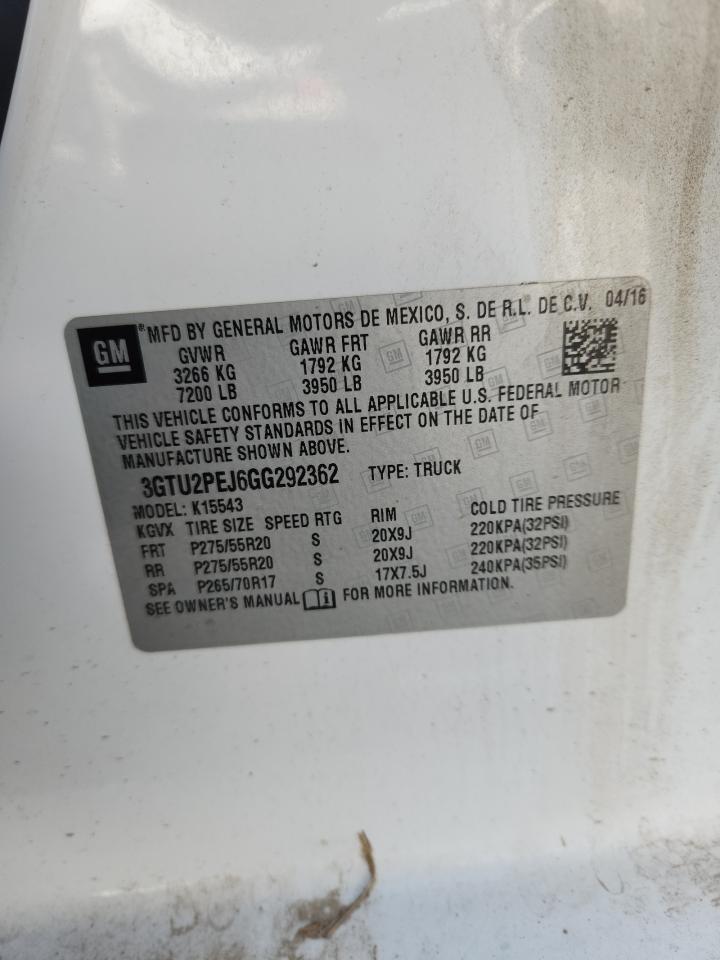 GM
® MFD BY GENERAL MOTORS DE MEXICO, S. DE R.L. DE C.V. 04/16
GVWR GAWR FRT GAWR RR
3266 KG 1792 KG 1792 KG
7200 LB 3950 LB 3950 LB
THIS VEHICLE CONFORMS TO ALL APPLICABLE U.S. FEDERAL MOTOR
VEHICLE SAFETY STANDARDS IN EFFECT ON THE DATE OF
MANUFACTURE SHOWN ABOVE.
3GTU2PEJ6GG292362 TYPE: TRUCK
MODEL: K15543
KGVX TIRE SIZE SPEED RTG RIM COLD TIRE PRESSURE
FRT P275/55R20 S 20X9J 220KPA(32PSI)
RR P275/55R20 S 20X9J 220KPA(32PSI)
SPA P265/70R17 S 17X7.5J 240KPA(35PSI)
SEE OWNER'S MANUAL FOR MORE INFORMATION.